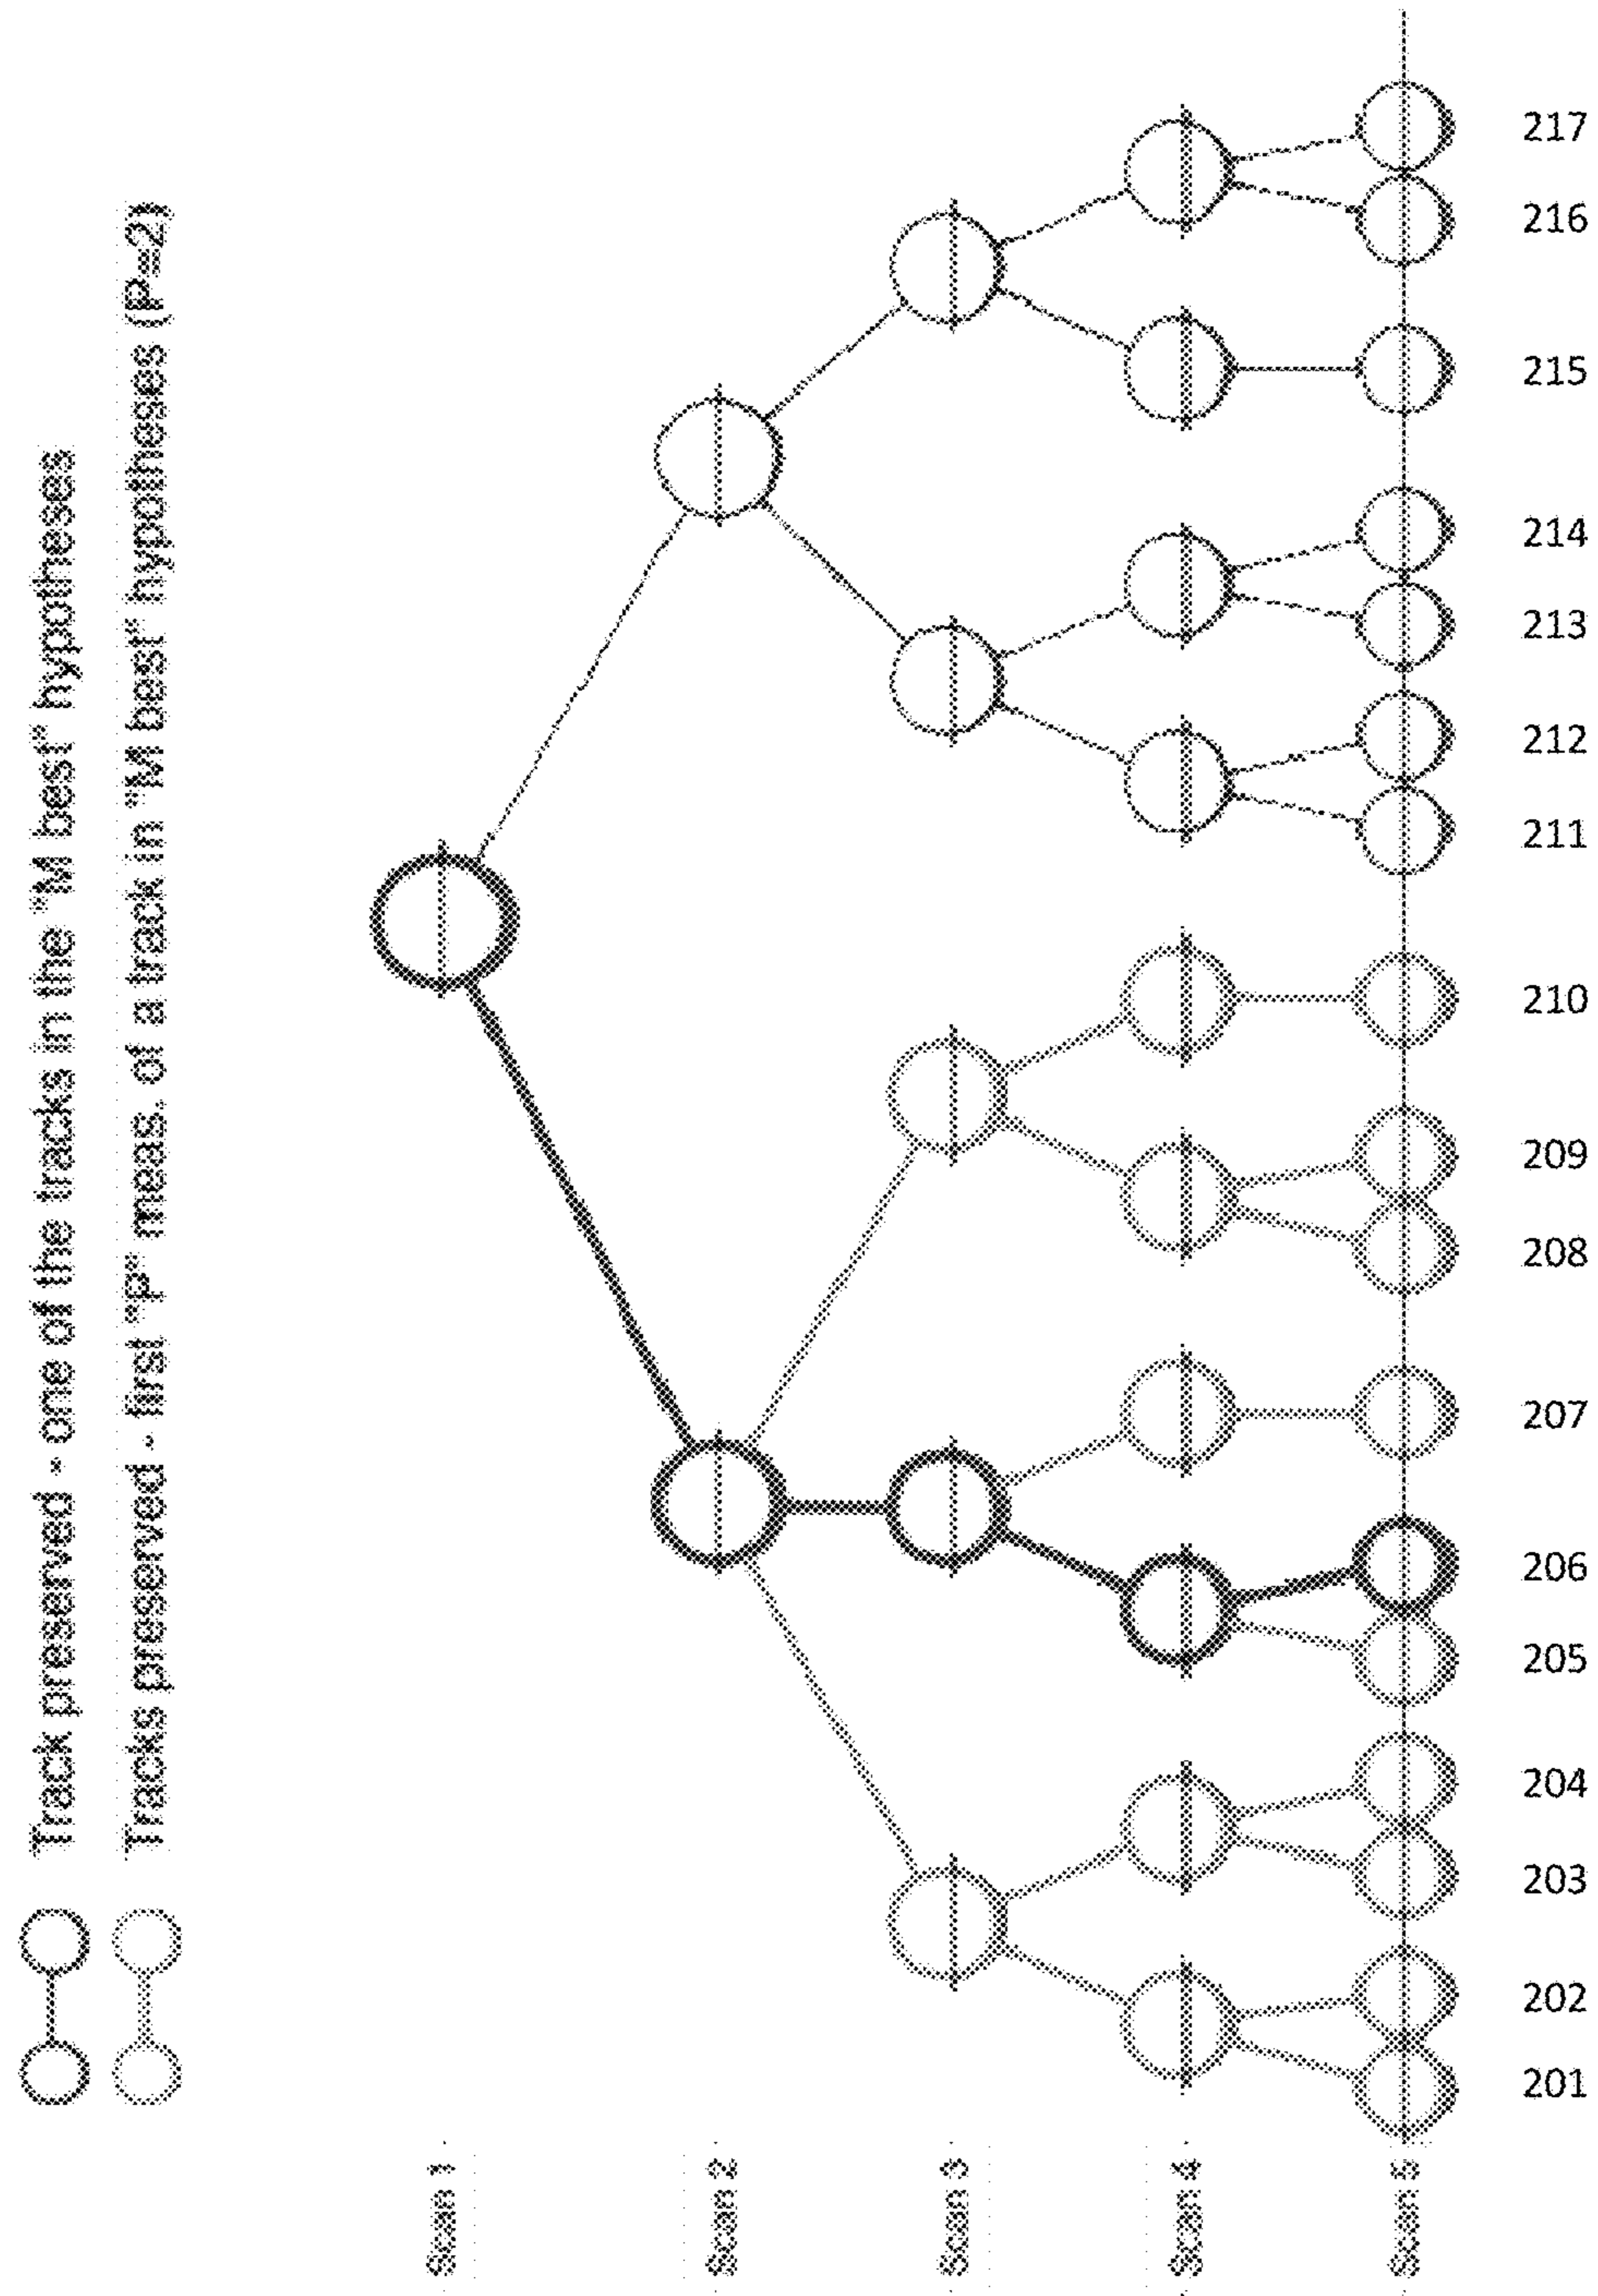 Track preserved - one of the tracks in the "M best" hypotheses
Tracks preserved - first "P" meas. of a track in "M best" hypotheses (P=2)
Scan 1
Scan 2
Scan 3
Scan 4
Scan 5
201
202
203
204
205
206
207
208
209
210
211
212
213
214
215
216
217